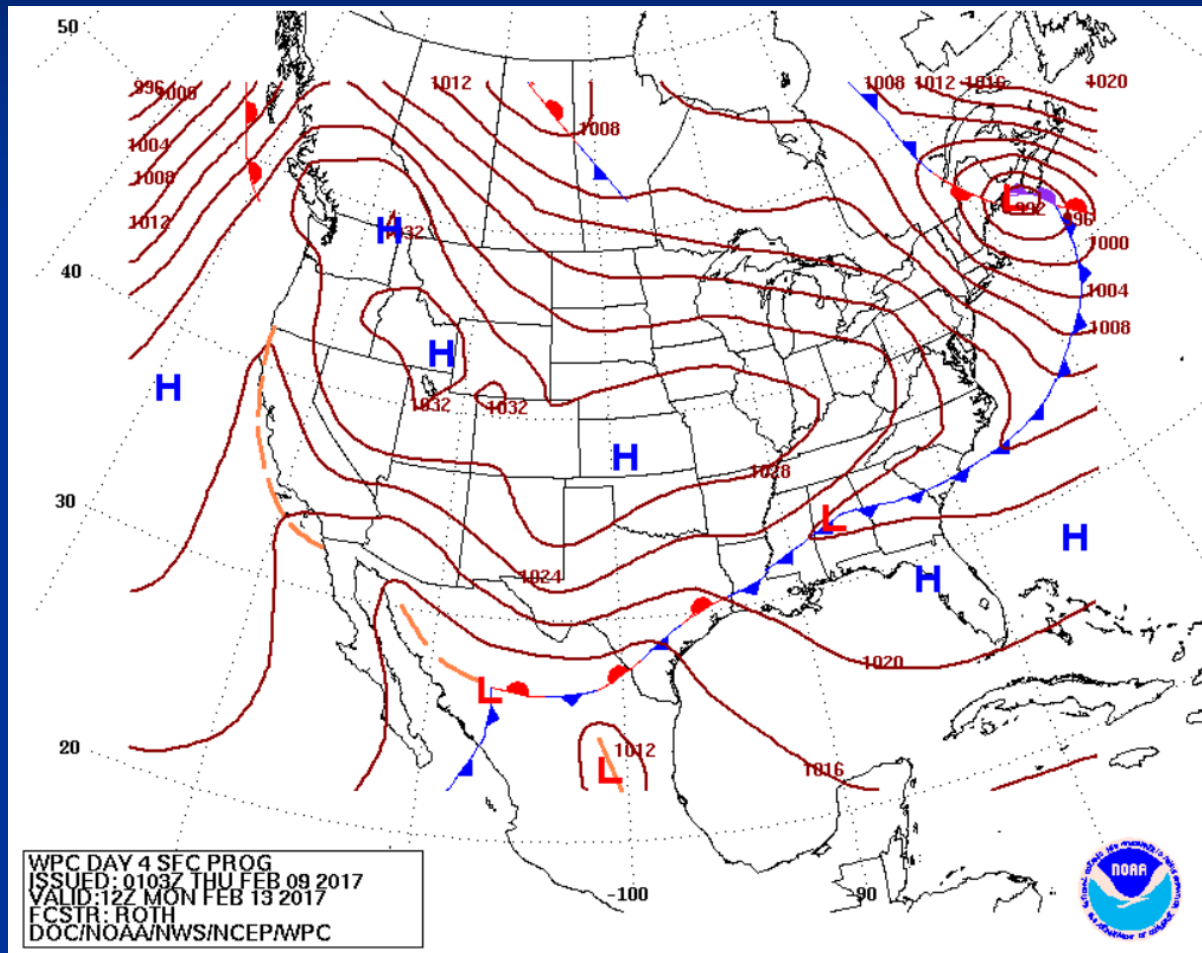 50
996
1000
1004
1008
1012
1012
1008
1008
1012
1016
1020
L
992
996
1000
1004
1008
H
1032
40
H
H
1032
1032
H
1028
30
L
H
H
1024
1020
L
20
1012
L
1016
-100
-90
WPC DAY 4 SFC PROG
ISSUED: 0103Z THU FEB 09 2017
VALID:12Z MON FEB 13 2017
FCSTR: ROTH
DOC/NOAA/NWS/NCEP/WPC
NOAA